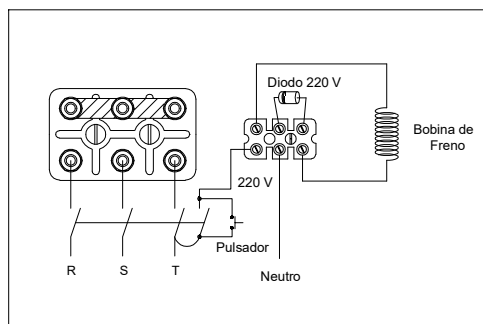 Diodo 220 V
Bobina de
Freno
220 V
Pulsador
R
S
T
Neutro